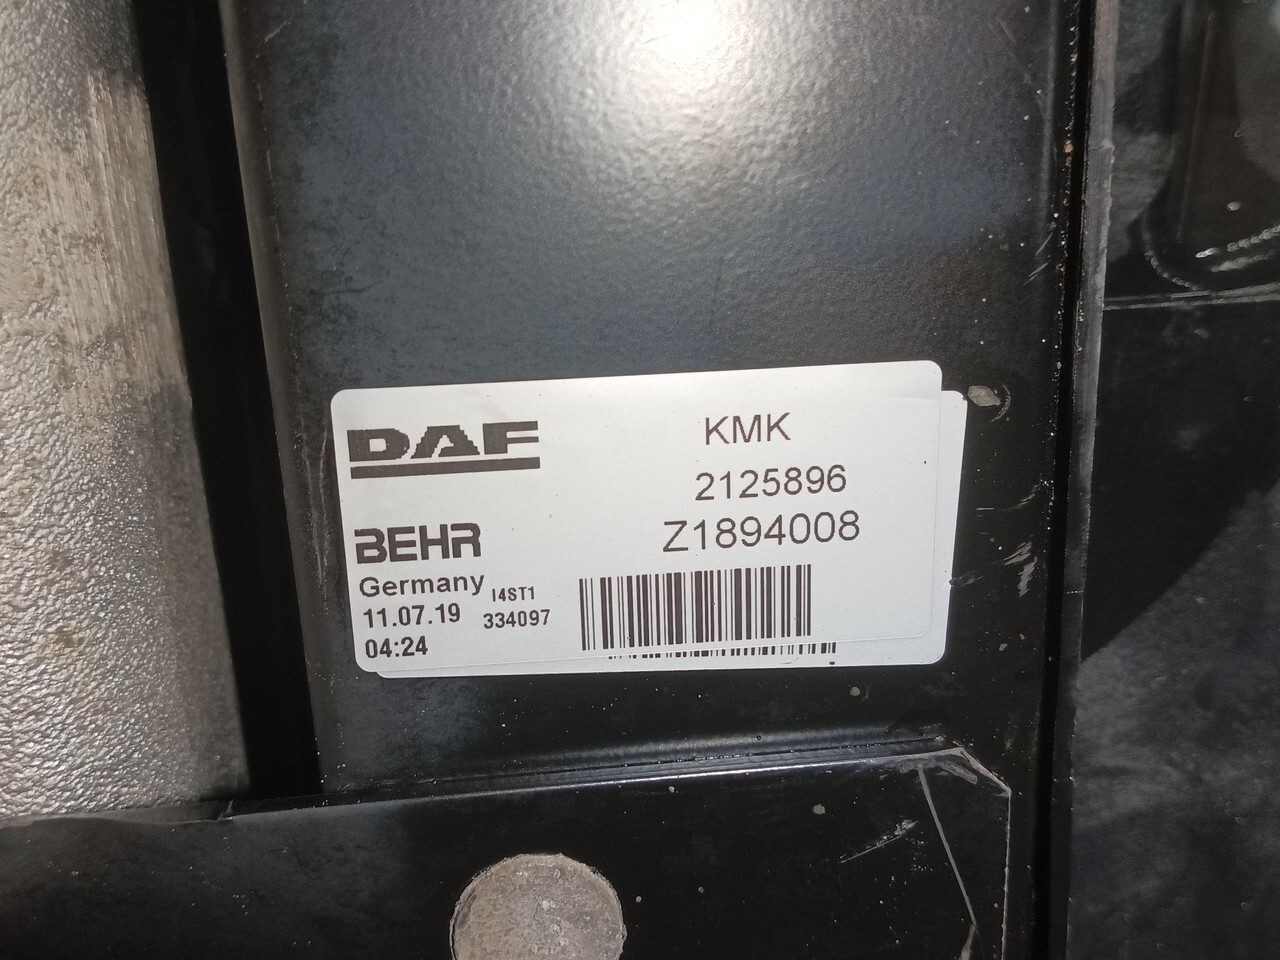 DAF
KMK
2125896
Z1894008
BEHR
Germany
I4ST1
11.07.19
334097
04:24